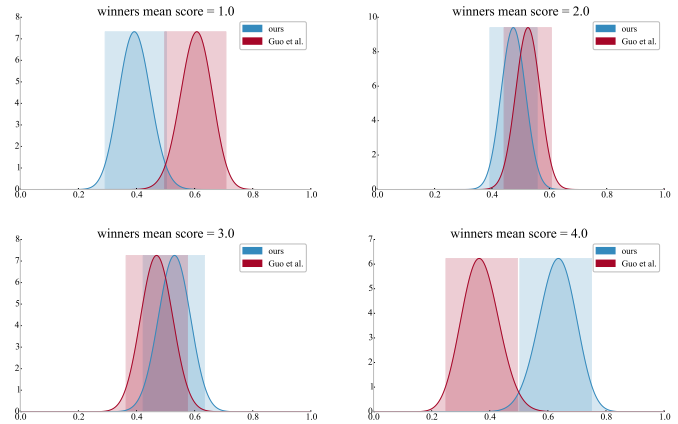 winners mean score = 1.0
8
7
6
5
4
3
2
1
0
0.0 0.2 0.4 0.6 0.8 1.0
ours
Guo et al.
winners mean score = 2.0
10
8
6
4
2
0
0.0 0.2 0.4 0.6 0.8 1.0
ours
Guo et al.
winners mean score = 3.0
8
7
6
5
4
3
2
1
0
0.0 0.2 0.4 0.6 0.8 1.0
ours
Guo et al.
winners mean score = 4.0
7
6
5
4
3
2
1
0
0.0 0.2 0.4 0.6 0.8 1.0
ours
Guo et al.